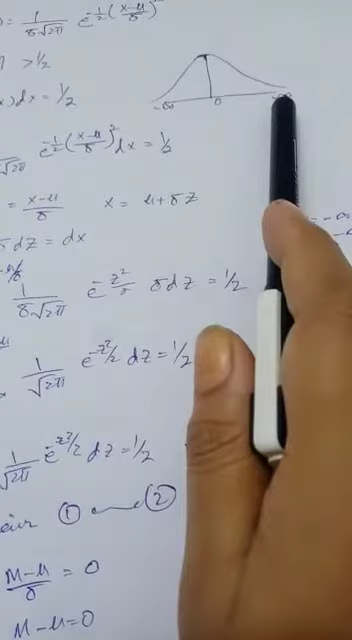 = 1/σ√2π e^-1/2(x-μ/σ)^2
> 1/2
) dx = 1/2
-∞ 0
√2π e^-1/2(x-μ/σ)^2 dx = 1/2
= x-μ/σ x = μ+σz
σdz = dx
1/σ√2π e^-z²/2 σdz = 1/2
1/√2π e^-z²/2 dz = 1/2
1/√2π e^-z²/2 dz = 1/2
① ②
M-μ/σ = 0
M-μ=0